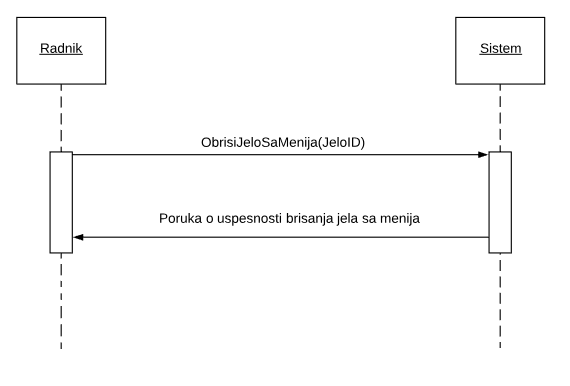 Radnik
Sistem
ObrisiJeloSaMenija(JeloID)
Poruka o uspesnosti brisanja jela sa menija